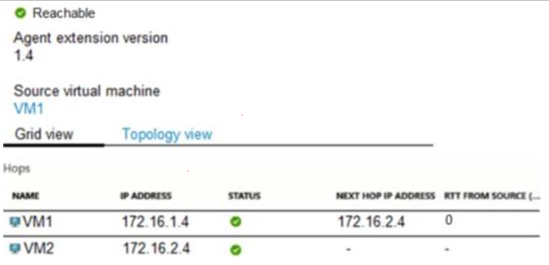 Reachable
Agent extension version
1.4
Source virtual machine
VM1
Grid view Topology view
Hops
NAME IP ADDRESS STATUS NEXT HOP IP ADDRESS RTT FROM SOURCE (...
VM1 172.16.1.4 172.16.2.4 0
VM2 172.16.2.4 - -